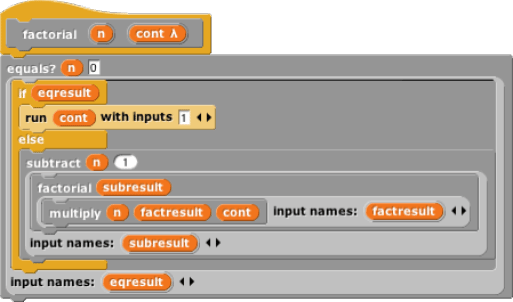 factorial n cont λ
equals? n 0
if eqresult
run cont with inputs 1
else
subtract n 1
factorial subresult
multiply n factresult cont input names: factresult
input names: subresult
input names: eqresult